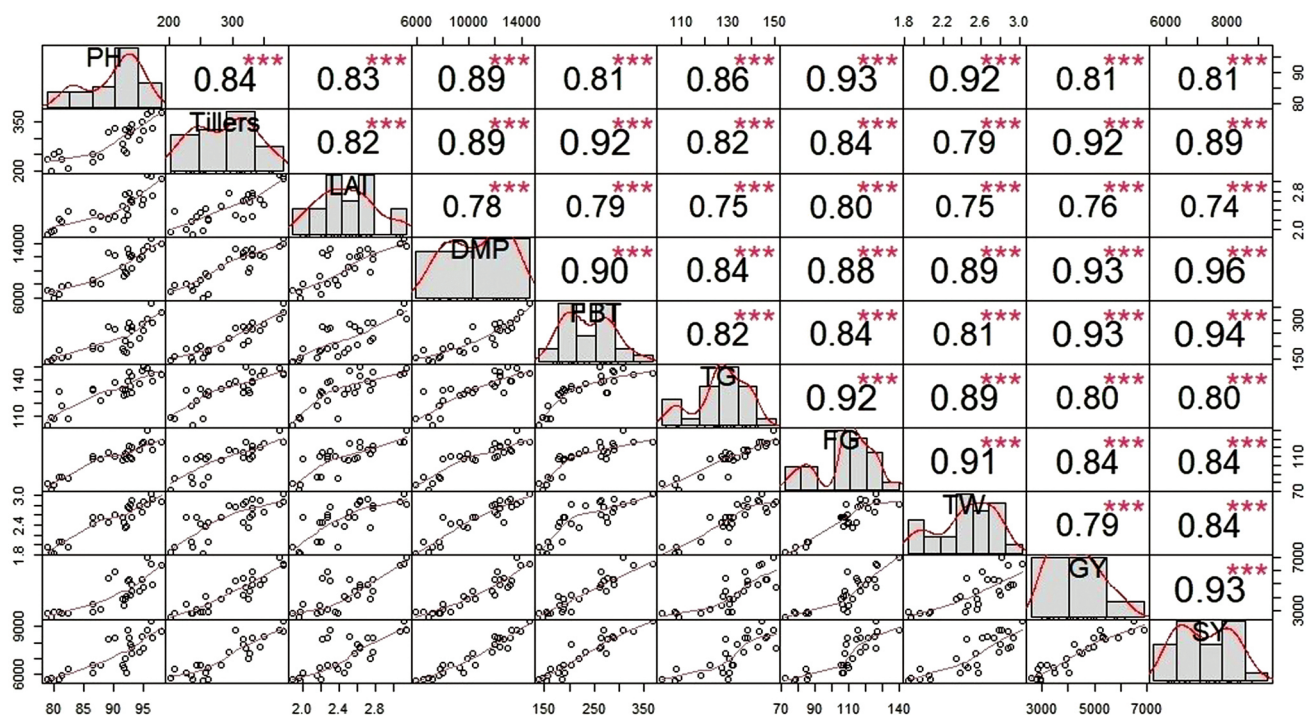 200 300 6000 10000 14000 110 130 150 1.8 2.2 2.6 3.0 6000 8000
PH 0.84*** 0.83*** 0.89*** 0.81*** 0.86*** 0.93*** 0.92*** 0.81*** 0.81*** 80 90
200 350 Tillers 0.82*** 0.89*** 0.92*** 0.82*** 0.84*** 0.79*** 0.92*** 0.89***
LAI 0.78*** 0.79*** 0.75*** 0.80*** 0.75*** 0.76*** 0.74*** 2.0 2.8
6000 14000 DMP 0.90*** 0.84*** 0.88*** 0.89*** 0.93*** 0.96***
PBT 0.82*** 0.84*** 0.81*** 0.93*** 0.94*** 150 300
110 140 TG 0.92*** 0.89*** 0.80*** 0.80***
FG 0.91*** 0.84*** 0.84*** 70 110
1.8 2.4 3.0 TW 0.79*** 0.84***
GY 0.93*** 3000 7000
6000 9000 SY
80 85 90 95 2.0 2.4 2.8 150 250 350 70 90 110 140 3000 5000 7000